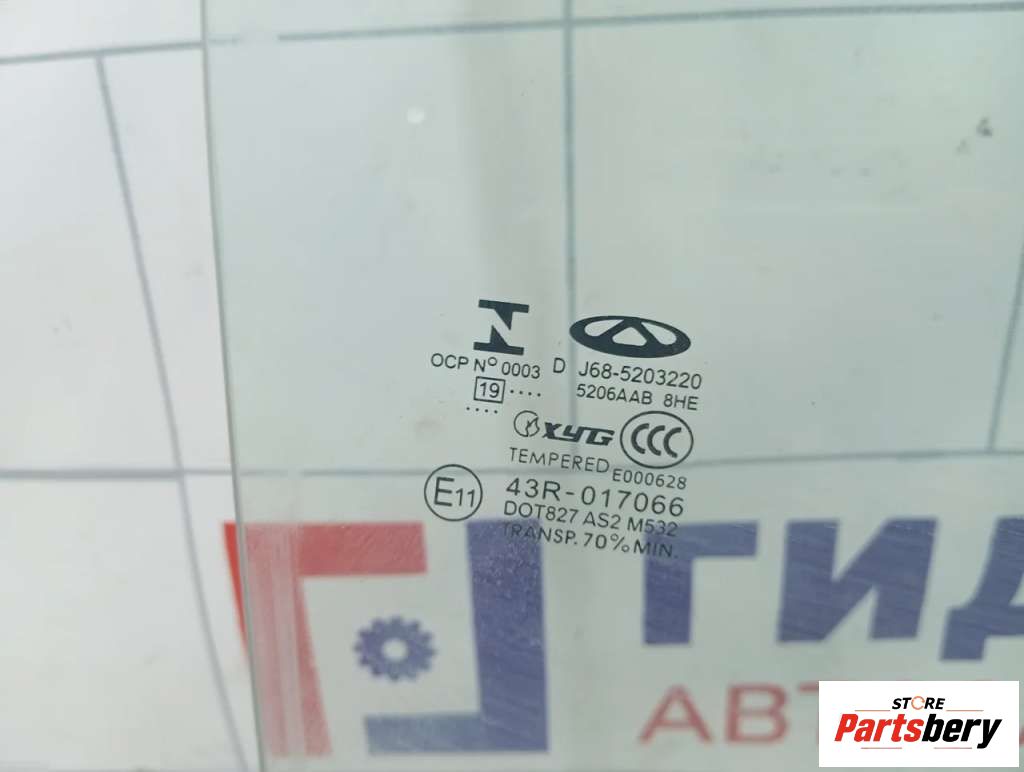 N
OCP Nº 0003 D J68-5203220
19 .... 5206AAB 8HE
....
XYG CCC
TEMPERED E000628
E11 43R-017066
DOT827 AS2 M532
TRANSP. 70%MIN.
ГИД
АВТ
STORE
Partsbery